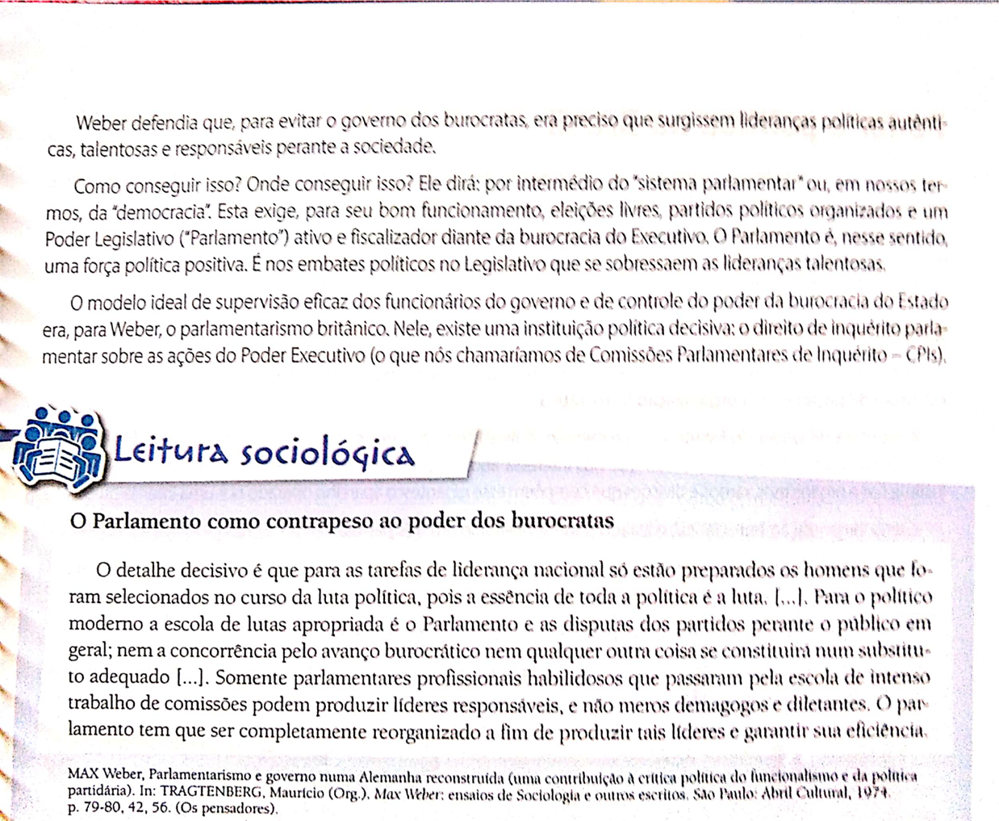 Weber defendia que, para evitar o governo dos burocratas, era preciso que surgissem lideranças políticas autênti-
cas, talentosas e responsáveis perante a sociedade.
Como conseguir isso? Onde conseguir isso? Ele dirá: por intermédio do "sistema parlamentar" ou, em nossos ter-
mos, da "democracia". Esta exige, para seu bom funcionamento, eleições livres, partidos políticos organizados e um
Poder Legislativo ("Parlamento") ativo e fiscalizador diante da burocracia do Executivo. O Parlamento é, nesse sentido,
uma força política positiva. É nos embates políticos no Legislativo que se sobressaem as lideranças talentosas.
O modelo ideal de supervisão eficaz dos funcionários do governo e de controle do poder da burocracia do Estado
era, para Weber, o parlamentarismo britânico. Nele, existe uma instituição política decisiva: o direito de inquérito parla-
mentar sobre as ações do Poder Executivo (o que nós chamaríamos de Comissões Parlamentares de Inquérito – CPIs).
Leitura sociológica
O Parlamento como contrapeso ao poder dos burocratas
O detalhe decisivo é que para as tarefas de liderança nacional só estão preparados os homens que fo-
ram selecionados no curso da luta política, pois a essência de toda a política é a luta. [...]. Para o político
moderno a escola de lutas apropriada é o Parlamento e as disputas dos partidos perante o público em
geral; nem a concorrência pelo avanço burocrático nem qualquer outra coisa se constituirá num substitu-
to adequado [...]. Somente parlamentares profissionais habilidosos que passaram pela escola de intenso
trabalho de comissões podem produzir líderes responsáveis, e não meros demagogos e diletantes. O par-
lamento tem que ser completamente reorganizado a fim de produzir tais líderes e garantir sua eficiência.
MAX Weber, Parlamentarismo e governo numa Alemanha reconstruída (uma contribuição à crítica política do funcionalismo e da política
partidária). In: TRAGTENBERG, Maurício (Org.). Max Weber: ensaios de Sociologia e outros escritos. São Paulo: Abril Cultural, 1974.
p. 79-80, 42, 56. (Os pensadores).